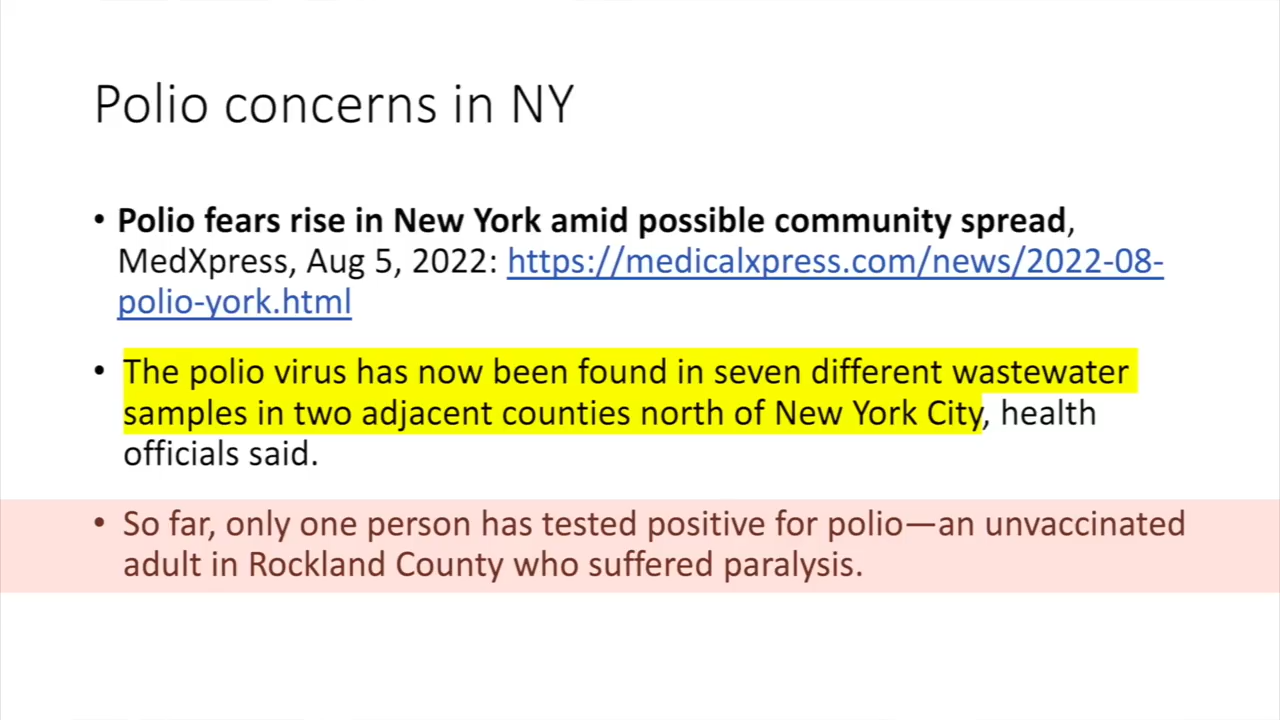 Polio concerns in NY
• Polio fears rise in New York amid possible community spread,
MedXpress, Aug 5, 2022: https://medicalxpress.com/news/2022-08-
polio-york.html
• The polio virus has now been found in seven different wastewater
samples in two adjacent counties north of New York City, health
officials said.
• So far, only one person has tested positive for polio—an unvaccinated
adult in Rockland County who suffered paralysis.